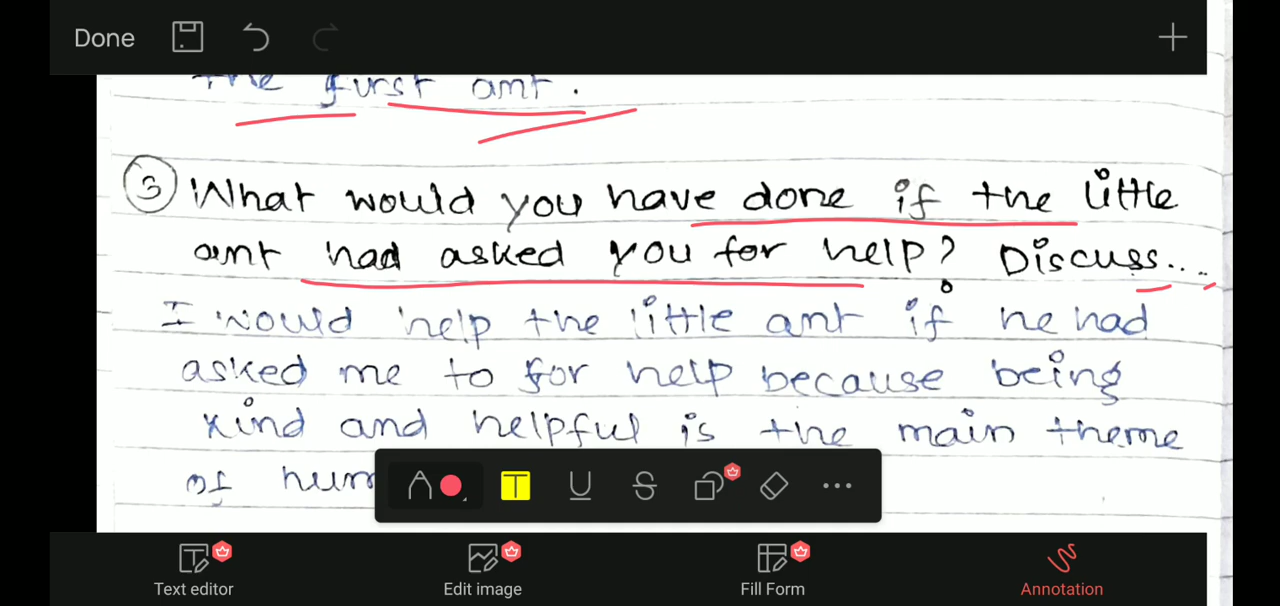 Done
the first ant.
3 What would you have done if the little
ant had asked you for help? Discuss....
I would help the little ant if he had
asked me to for help because being
kind and helpful is the main theme
of
T U S ...
Text editor
Edit image
Fill Form
Annotation